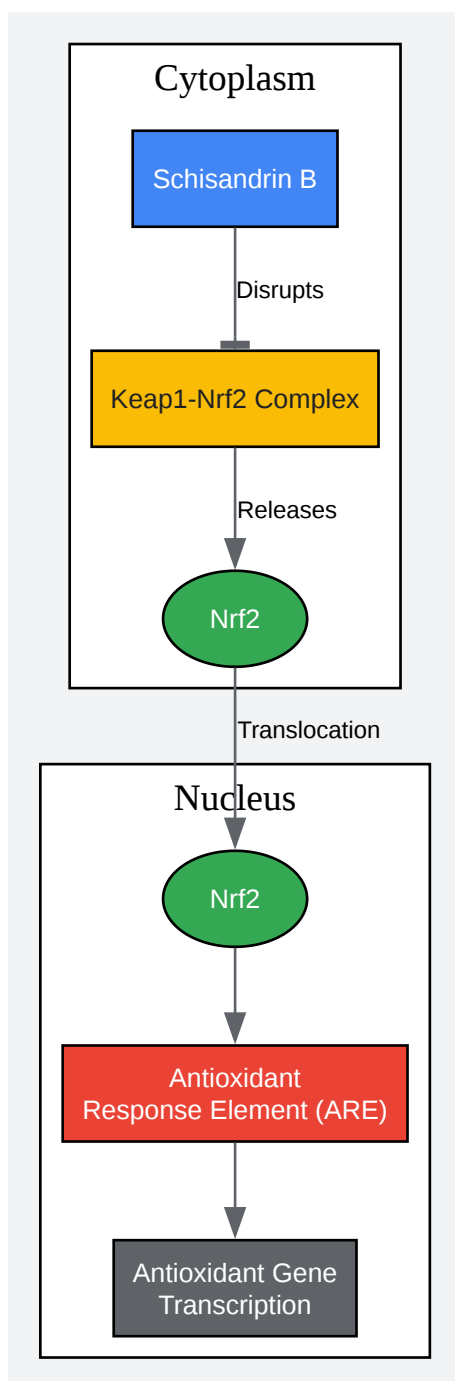 Cytoplasm
Schisandrin B
Disrupts
Keap1-Nrf2 Complex
Releases
Nrf2
Translocation
Nucleus
Nrf2
Antioxidant
Response Element (ARE)
Antioxidant Gene
Transcription